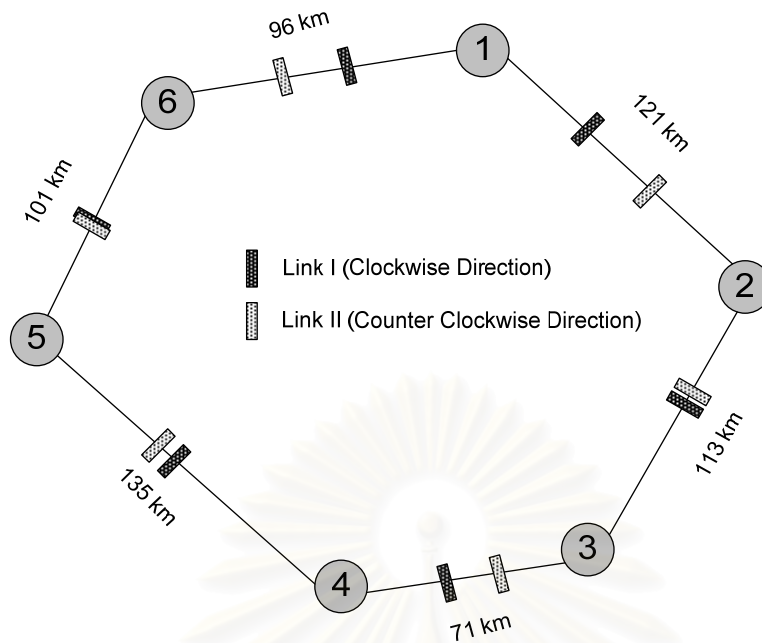 96 km
1
6
121 km
101 km
Link I (Clockwise Direction)
2
Link II (Counter Clockwise Direction)
5
113 km
135 km
3
4
71 km